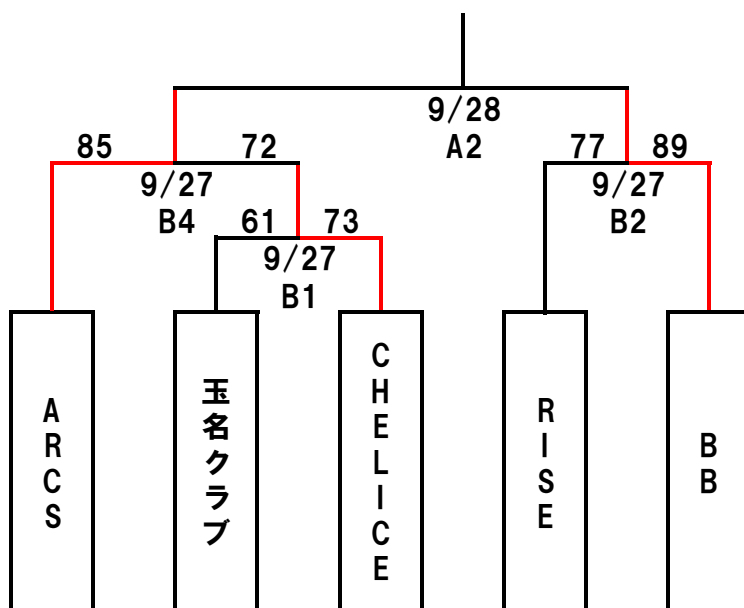 9/28
A2
85
72
77
89
9/27
B4
9/27
B2
61
73
9/27
B1
ARCS
玉名クラブ
CHELICE
RISE
BB